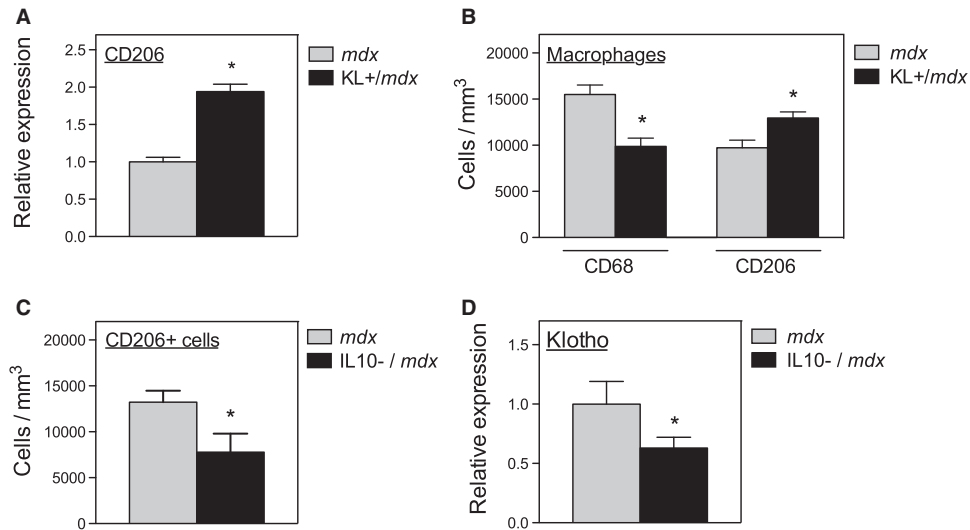 A
CD206
*
2.5
2.0
1.5
1.0
0.5
0.0
Relative expression
mdx
KL+/mdx
B
Macrophages
*
*
20000
15000
10000
5000
0
Cells / mm³
CD68
CD206
mdx
KL+/mdx
C
CD206+ cells
*
20000
15000
10000
5000
0
Cells / mm³
mdx
IL10- / mdx
D
Klotho
*
1.5
1.0
0.5
0.0
Relative expression
mdx
IL10- / mdx